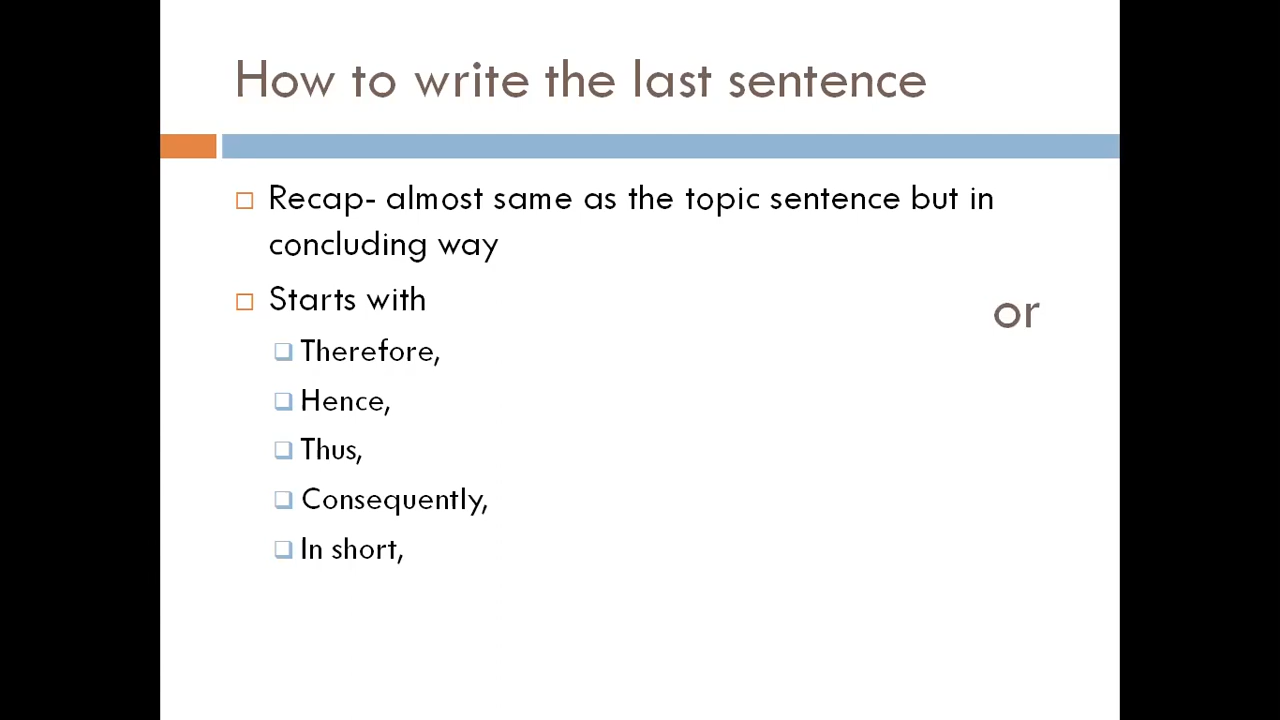 How to write the last sentence
Recap- almost same as the topic sentence but in
concluding way
Starts with
or
Therefore,
Hence,
Thus,
Consequently,
In short,